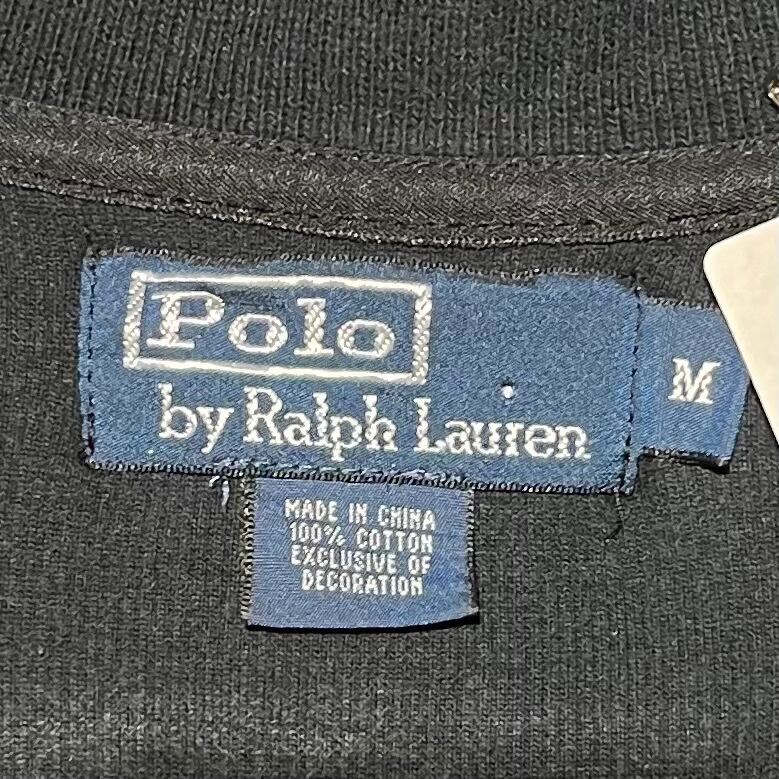 Polo
by Ralph Lauren
M
MADE IN CHINA
100% COTTON
EXCLUSIVE OF
DECORATION